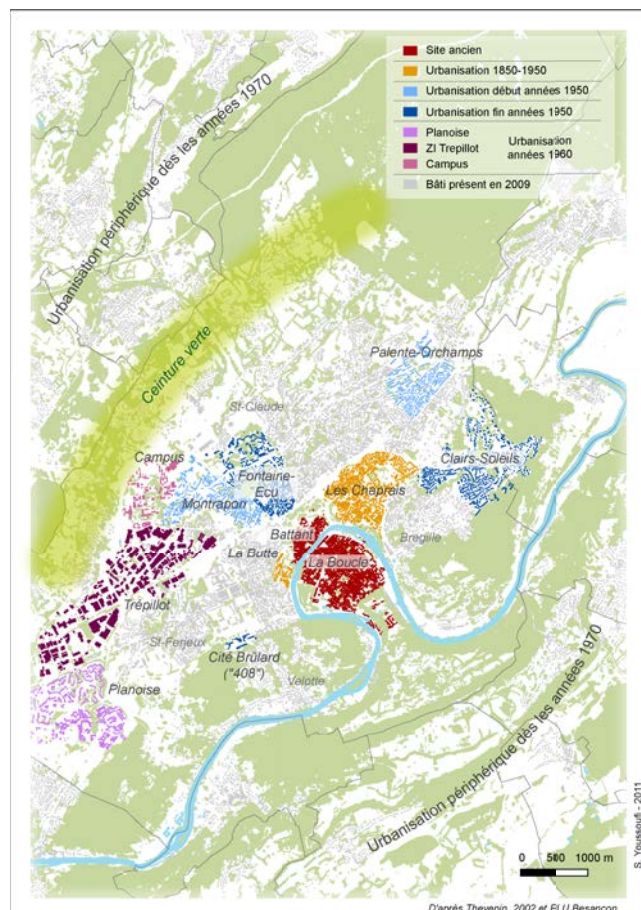 Site ancien
Urbanisation 1850-1950
Urbanisation début années 1950
Urbanisation fin années 1950
Planoise
ZI Trepillot
Campus
Urbanisation
années 1960
Bâti présent en 2009
Urbanisation périphérique dès les années 1970
Ceinture verte
Palente-Orchamps
St-Claude
Campus
Fontaine-
Ecu
Clairs-Soleils
Montrapon
Les Chaprais
Battant
Bregille
La Butte
La Boucle
Trépillot
St-Ferjeux
Cité Brûlard
("408")
Velotte
Planoise
Urbanisation périphérique dès les années 1970
0 500 1000 m
S. Youssoufi - 2011
D'après Thevenin, 2002 et PLU Besançon